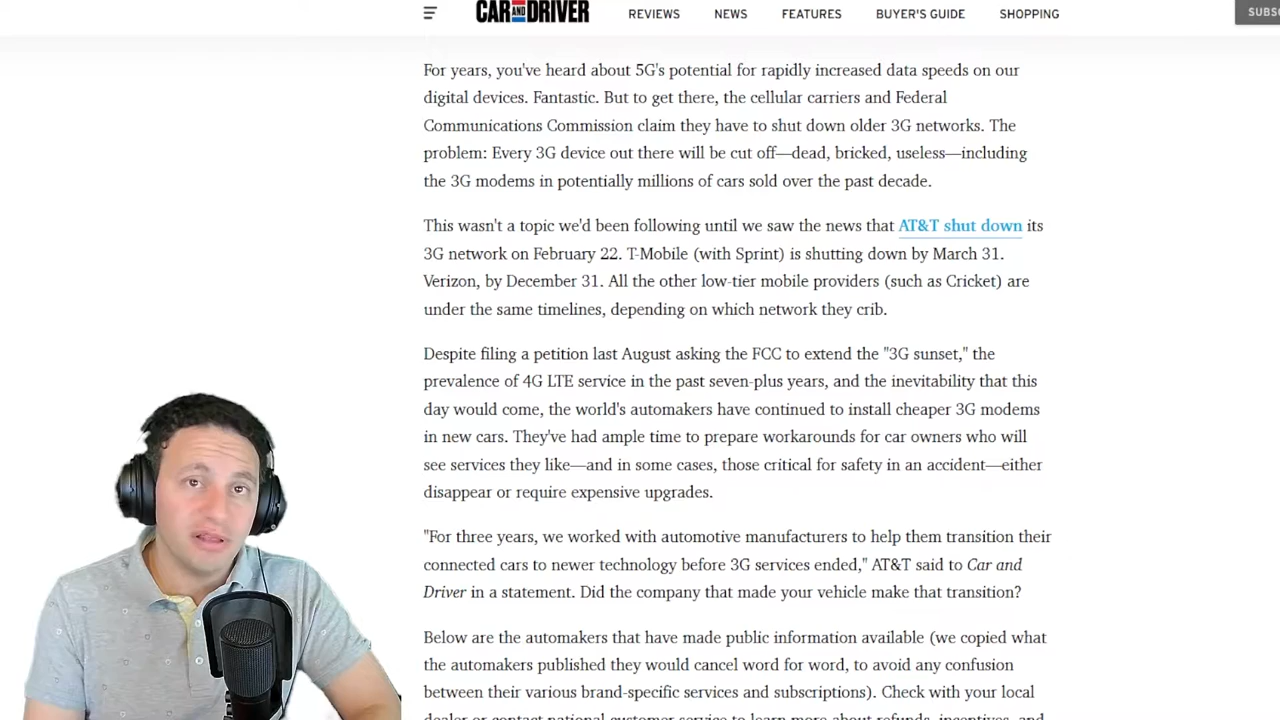 CAR AND DRIVER
REVIEWS NEWS FEATURES BUYER'S GUIDE SHOPPING
For years, you've heard about 5G's potential for rapidly increased data speeds on our
digital devices. Fantastic. But to get there, the cellular carriers and Federal
Communications Commission claim they have to shut down older 3G networks. The
problem: Every 3G device out there will be cut off—dead, bricked, useless—including
the 3G modems in potentially millions of cars sold over the past decade.
This wasn't a topic we'd been following until we saw the news that AT&T shut down its
3G network on February 22. T-Mobile (with Sprint) is shutting down by March 31.
Verizon, by December 31. All the other low-tier mobile providers (such as Cricket) are
under the same timelines, depending on which network they crib.
Despite filing a petition last August asking the FCC to extend the "3G sunset," the
prevalence of 4G LTE service in the past seven-plus years, and the inevitability that this
day would come, the world's automakers have continued to install cheaper 3G modems
in new cars. They've had ample time to prepare workarounds for car owners who will
see services they like—and in some cases, those critical for safety in an accident—either
disappear or require expensive upgrades.
"For three years, we worked with automotive manufacturers to help them transition their
connected cars to newer technology before 3G services ended," AT&T said to Car and
Driver in a statement. Did the company that made your vehicle make that transition?
Below are the automakers that have made public information available (we copied what
the automakers published they would cancel word for word, to avoid any confusion
between their various brand-specific services and subscriptions). Check with your local
dealer or contact national customer service to learn more about refunds, incentives, and